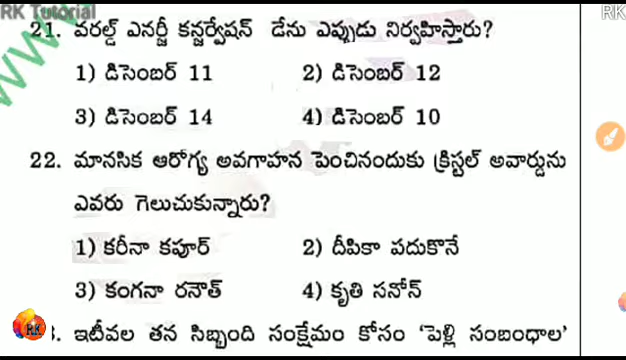 RK Tutorial
RK
21. వరల్డ్ ఎనర్జీ కన్జర్వేషన్ డేను ఎప్పుడు నిర్వహిస్తారు?
1) డిసెంబర్ 11 2) డిసెంబర్ 12
3) డిసెంబర్ 14 4) డిసెంబర్ 10
22. మానసిక ఆరోగ్య అవగాహన పెంచినందుకు క్రిస్టల్ అవార్డును
ఎవరు గెలుచుకున్నారు?
1) కరీనా కపూర్ 2) దీపికా పదుకొనే
3) కంగనా రనౌత్ 4) కృతి సనోన్
RK
3. ఇటీవల తన సిబ్బంది సంక్షేమం కోసం 'పెళ్లి సంబంధాల'